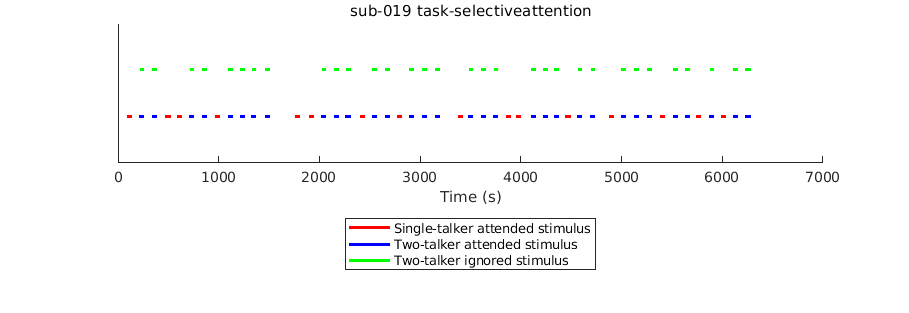 sub-019 task-selectiveattention
0 1000 2000 3000 4000 5000 6000 7000
Time (s)
Single-talker attended stimulus
Two-talker attended stimulus
Two-talker ignored stimulus